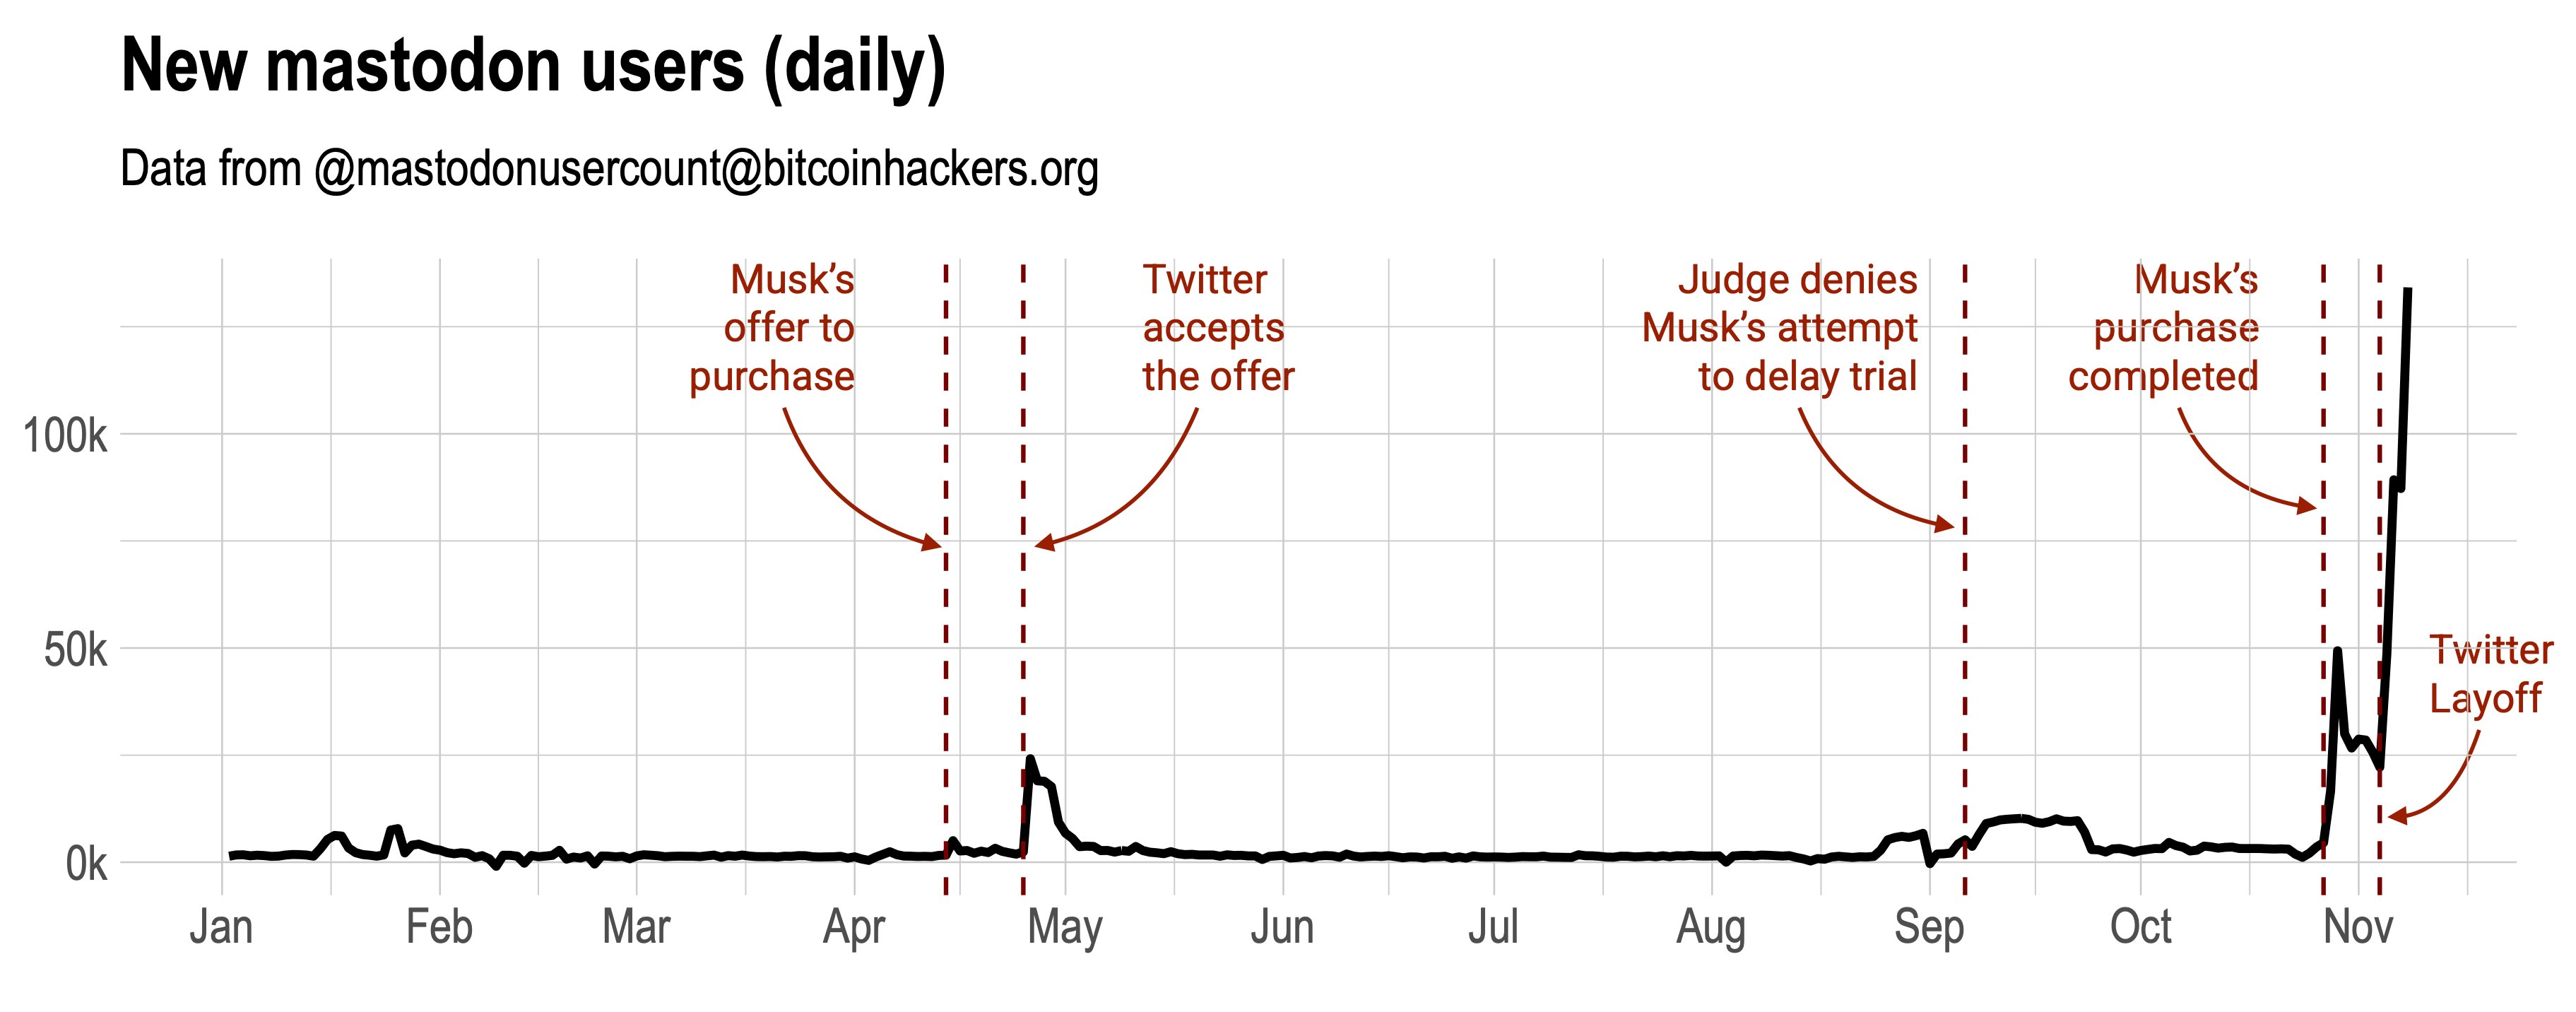 New mastodon users (daily)
Data from @mastodonusercount@bitcoinhackers.org
Musk’s
offer to
purchase
Twitter
accepts
the offer
Judge denies
Musk’s attempt
to delay trial
Musk’s
purchase
completed
Twitter
Layoff
100k
50k
0k
Jan
Feb
Mar
Apr
May
Jun
Jul
Aug
Sep
Oct
Nov